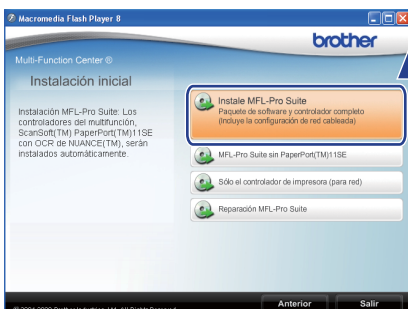 Macromedia Flash Player 8
brother
Multi-Function Center ®
Instalación inicial
Instalación MFL-Pro Suite: Los
controladores del multifunción,
ScanSoft(TM) PaperPort(TM)11SE
con OCR de NUANCE(TM), serán
instalados automáticamente.
Instale MFL-Pro Suite
Paquete de software y controlador completo
(Incluye la configuración de red cableada)
MFL-Pro Suite sin PaperPort(TM)11SE
Sólo el controlador de impresora (para red)
Reparación MFL-Pro Suite
Anterior
Salir